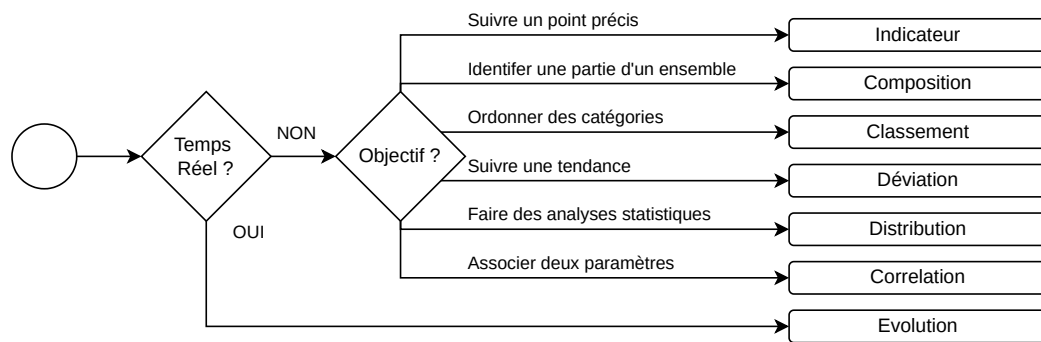 Suivre un point précis
Indicateur
Identifer une partie d'un ensemble
Composition
Ordonner des catégories
Classement
Temps
Réel ?
NON
Objectif ?
Suivre une tendance
Déviation
Faire des analyses statistiques
Distribution
OUI
Associer deux paramètres
Correlation
Evolution